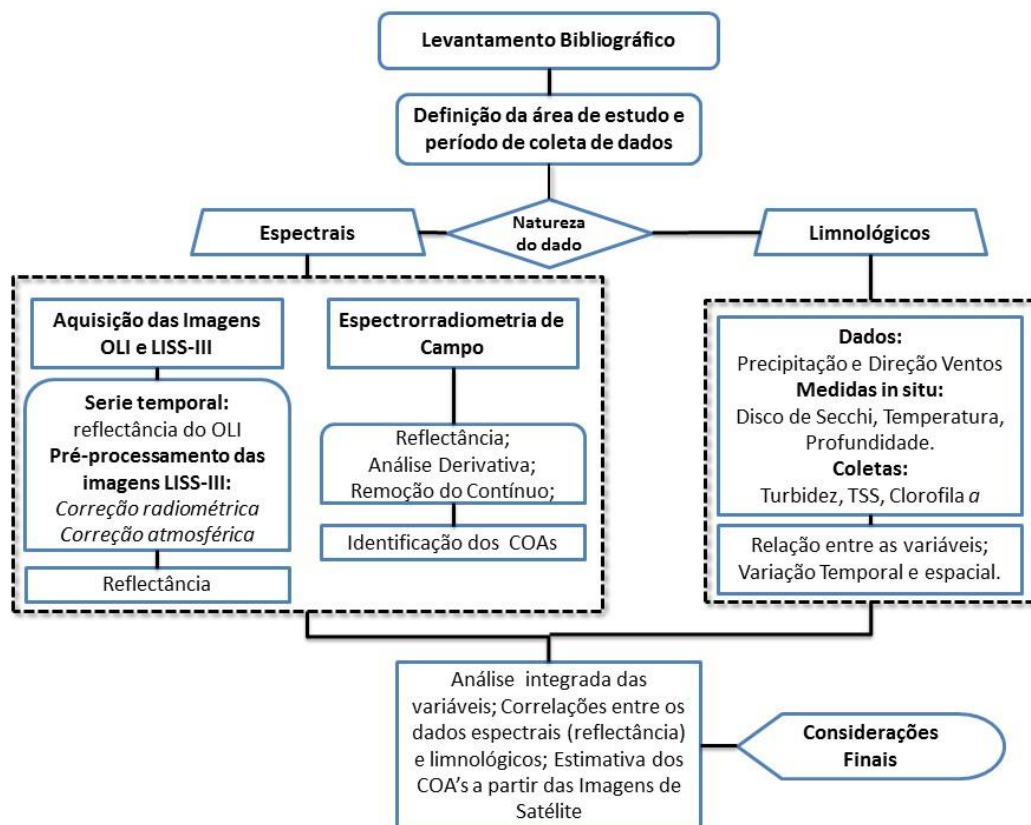 Levantamento Bibliográfico
Definição da área de estudo e
período de coleta de dados
Natureza
do dado
Espectrais
Limnológicos
Aquisição das Imagens
OLI e LISS-III
Serie temporal:
reflectância do OLI
Pré-processamento das
imagens LISS-III:
Correção radiométrica
Correção atmosférica
Reflectância
Espectrorradiometria de
Campo
Reflectância;
Análise Derivativa;
Remoção do Contínuo;
Identificação dos COAs
Dados:
Precipitação e Direção Ventos
Medidas in situ:
Disco de Secchi, Temperatura,
Profundidade.
Coletas:
Turbidez, TSS, Clorofila a
Relação entre as variáveis;
Variação Temporal e espacial.
Análise integrada das
variáveis; Correlações entre os
dados espectrais (reflectância)
e limnológicos; Estimativa dos
COA's a partir das Imagens de
Satélite
Considerações
Finais